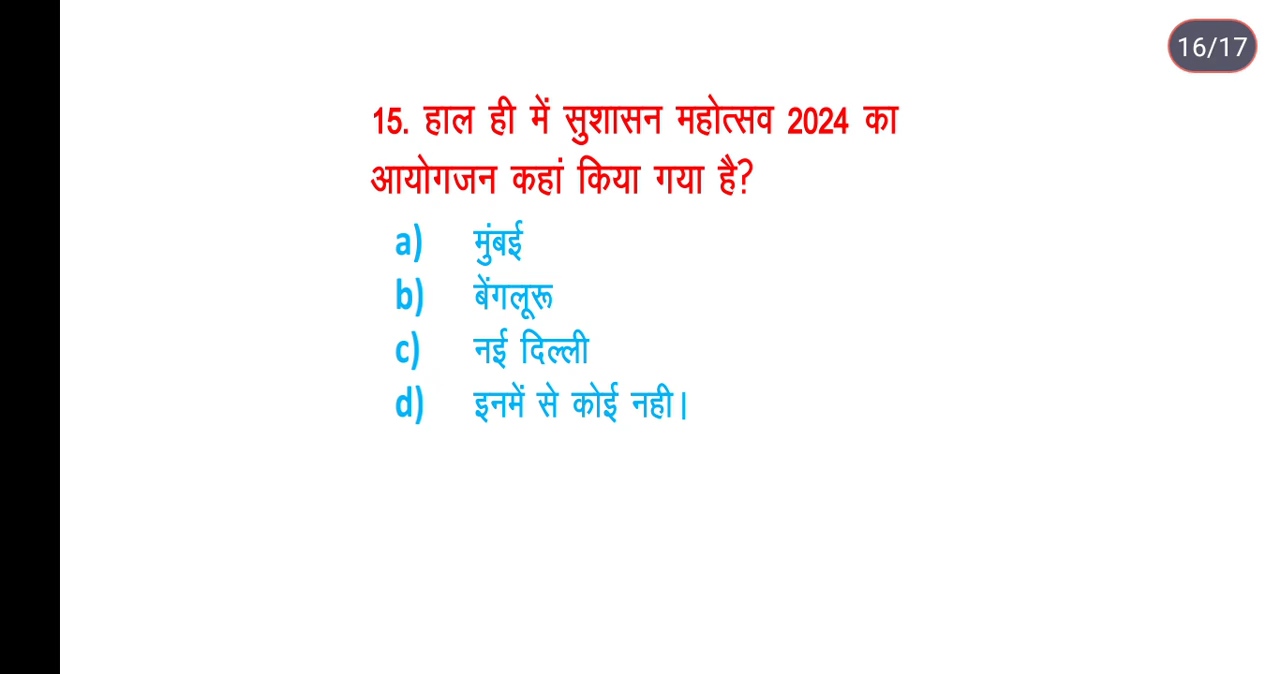 16/17
15. हाल ही में सुशासन महोत्सव 2024 का
आयोगजन कहां किया गया है?
a) मुंबई
b) बेंगलूरू
c) नई दिल्ली
d) इनमें से कोई नही।